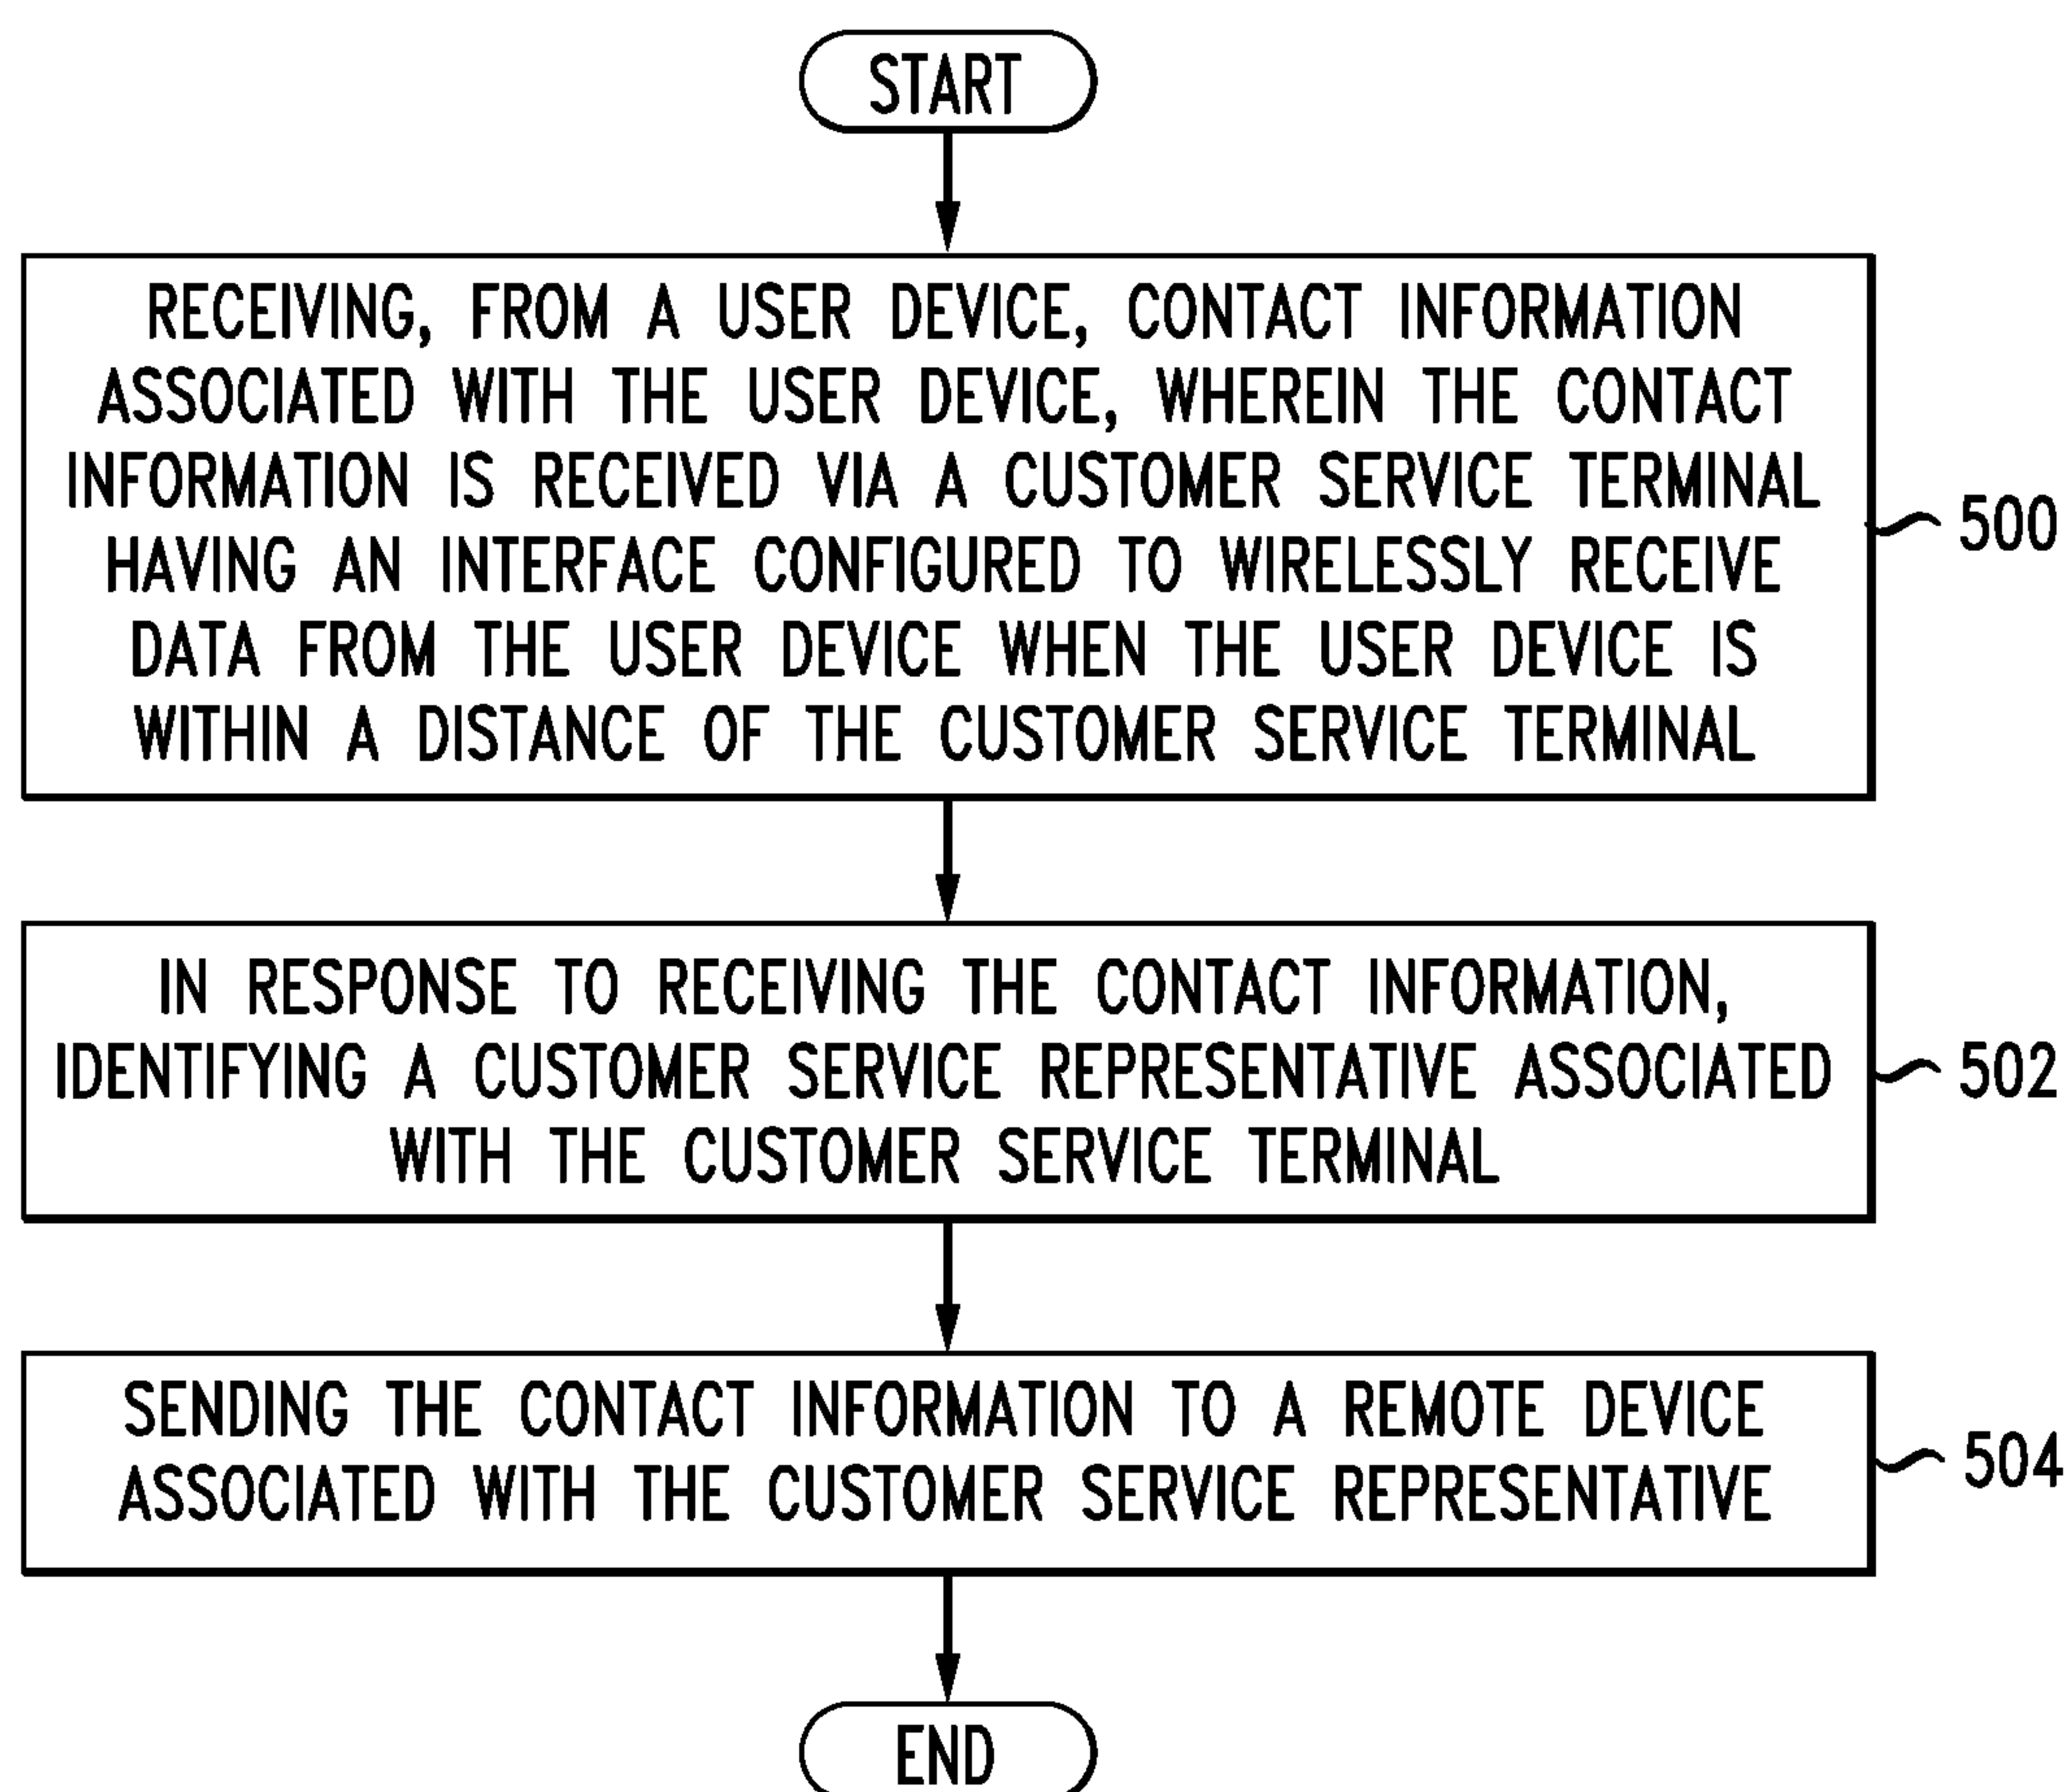 START
RECEIVING, FROM A USER DEVICE, CONTACT INFORMATION
ASSOCIATED WITH THE USER DEVICE, WHEREIN THE CONTACT
INFORMATION IS RECEIVED VIA A CUSTOMER SERVICE TERMINAL
HAVING AN INTERFACE CONFIGURED TO WIRELESSLY RECEIVE
DATA FROM THE USER DEVICE WHEN THE USER DEVICE IS
WITHIN A DISTANCE OF THE CUSTOMER SERVICE TERMINAL
500
IN RESPONSE TO RECEIVING THE CONTACT INFORMATION,
IDENTIFYING A CUSTOMER SERVICE REPRESENTATIVE ASSOCIATED
WITH THE CUSTOMER SERVICE TERMINAL
502
SENDING THE CONTACT INFORMATION TO A REMOTE DEVICE
ASSOCIATED WITH THE CUSTOMER SERVICE REPRESENTATIVE
504
END